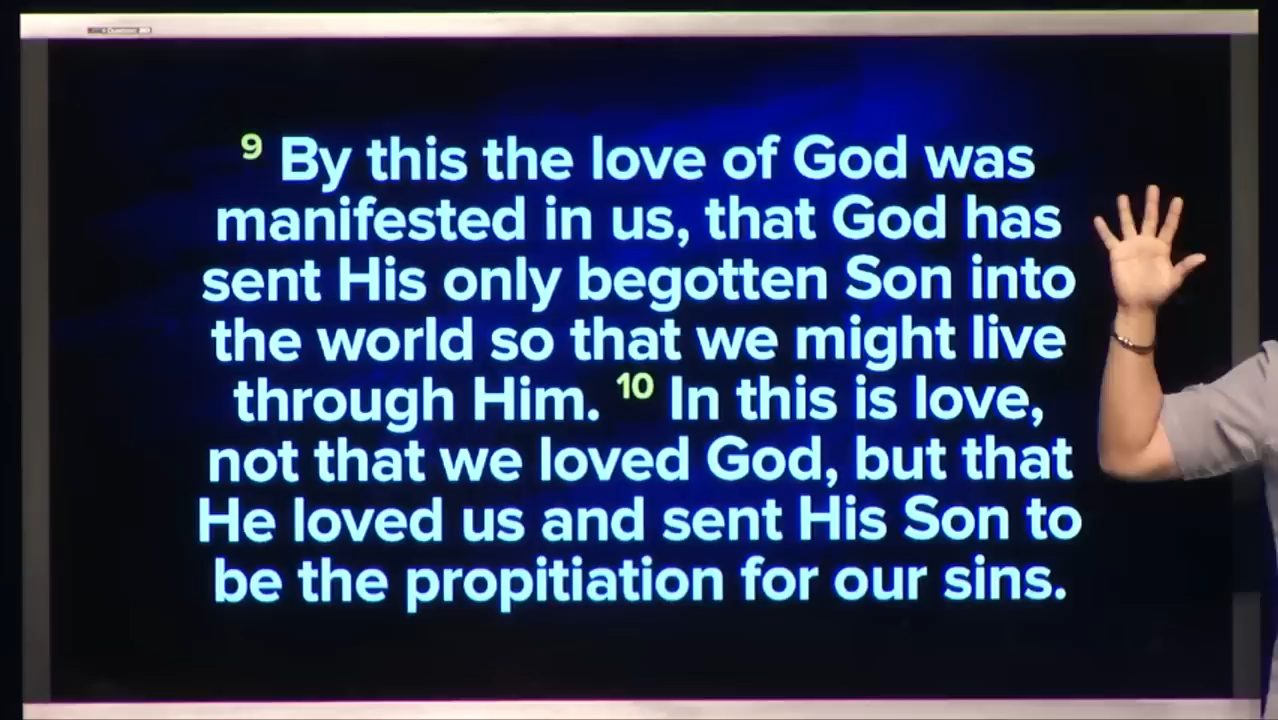 9 By this the love of God was
manifested in us, that God has
sent His only begotten Son into
the world so that we might live
through Him. 10 In this is love,
not that we loved God, but that
He loved us and sent His Son to
be the propitiation for our sins.